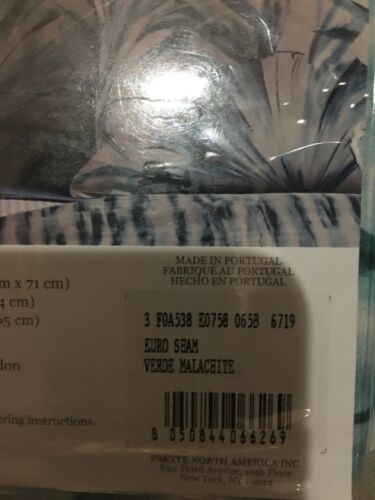 m x 71 cm)
4 cm)
5 cm)
don
ering instructions.
MADE IN PORTUGAL
FABRIQUÉ AU PORTUGAL
HECHO EN PORTUGAL
3 F0A538 E0758 065B 6719
EURO SHAM
VERDE MALACHITE
8 050844 066269
FRETTE NORTH AMERICA INC.
850 Third Avenue, 10th Floor
New York, NY 10022